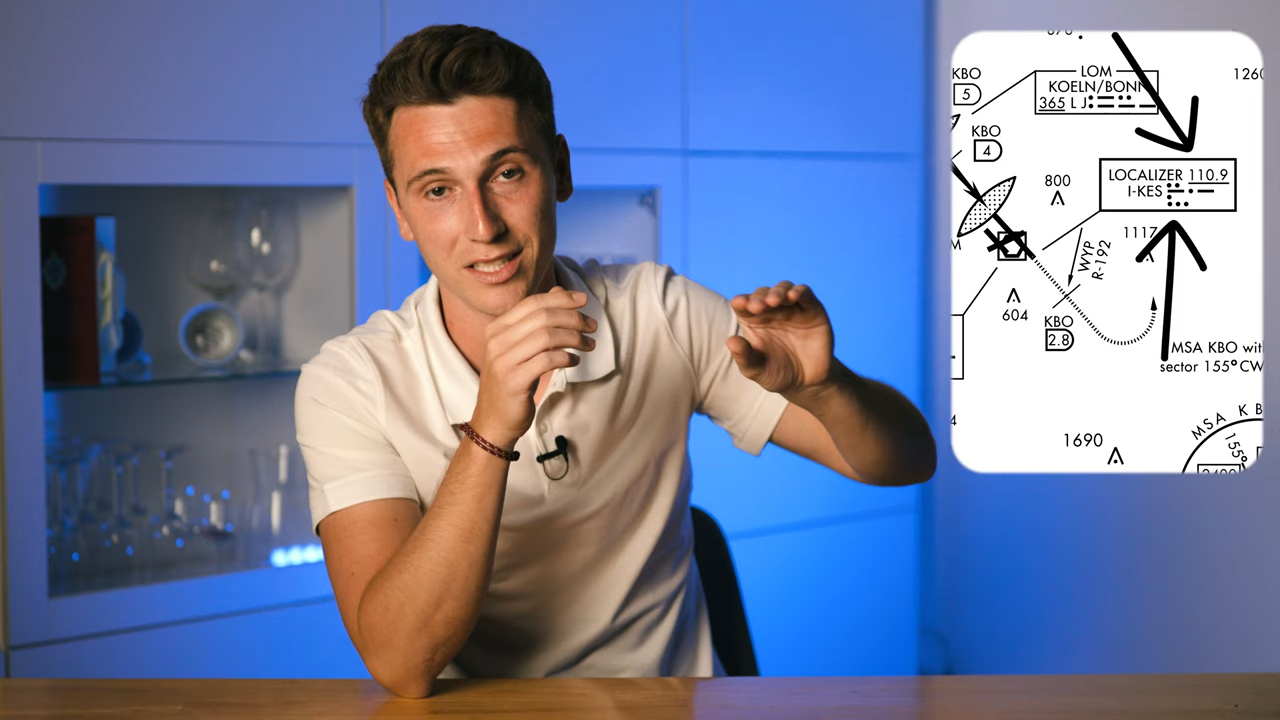 KBO
5
LOM
KOELN/BONN
365 L J
1260
KBO
4
800
LOCALIZER 110.9
I-KES
1117
WYP
R-192
604
KBO
2.8
MSA KBO wit
sector 155° CW
1690
MSA K B
155°